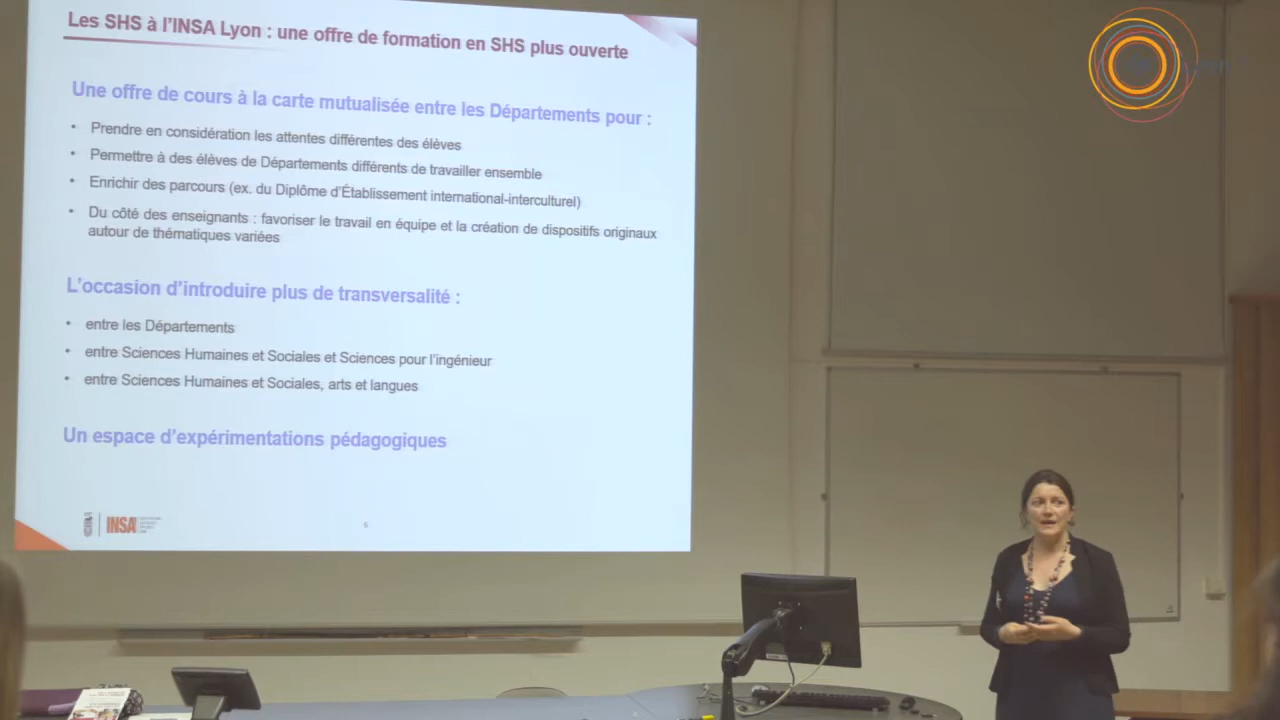 Les SHS à l'INSA Lyon : une offre de formation en SHS plus ouverte
Une offre de cours à la carte mutualisée entre les Départements pour :
• Prendre en considération les attentes différentes des élèves
• Permettre à des élèves de Départements différents de travailler ensemble
• Enrichir des parcours (ex. du Diplôme d'Établissement international-interculturel)
• Du côté des enseignants : favoriser le travail en équipe et la création de dispositifs originaux
autour de thématiques variées
L'occasion d'introduire plus de transversalité :
• entre les Départements
• entre Sciences Humaines et Sociales et Sciences pour l'ingénieur
• entre Sciences Humaines et Sociales, arts et langues
Un espace d'expérimentations pédagogiques
INSA